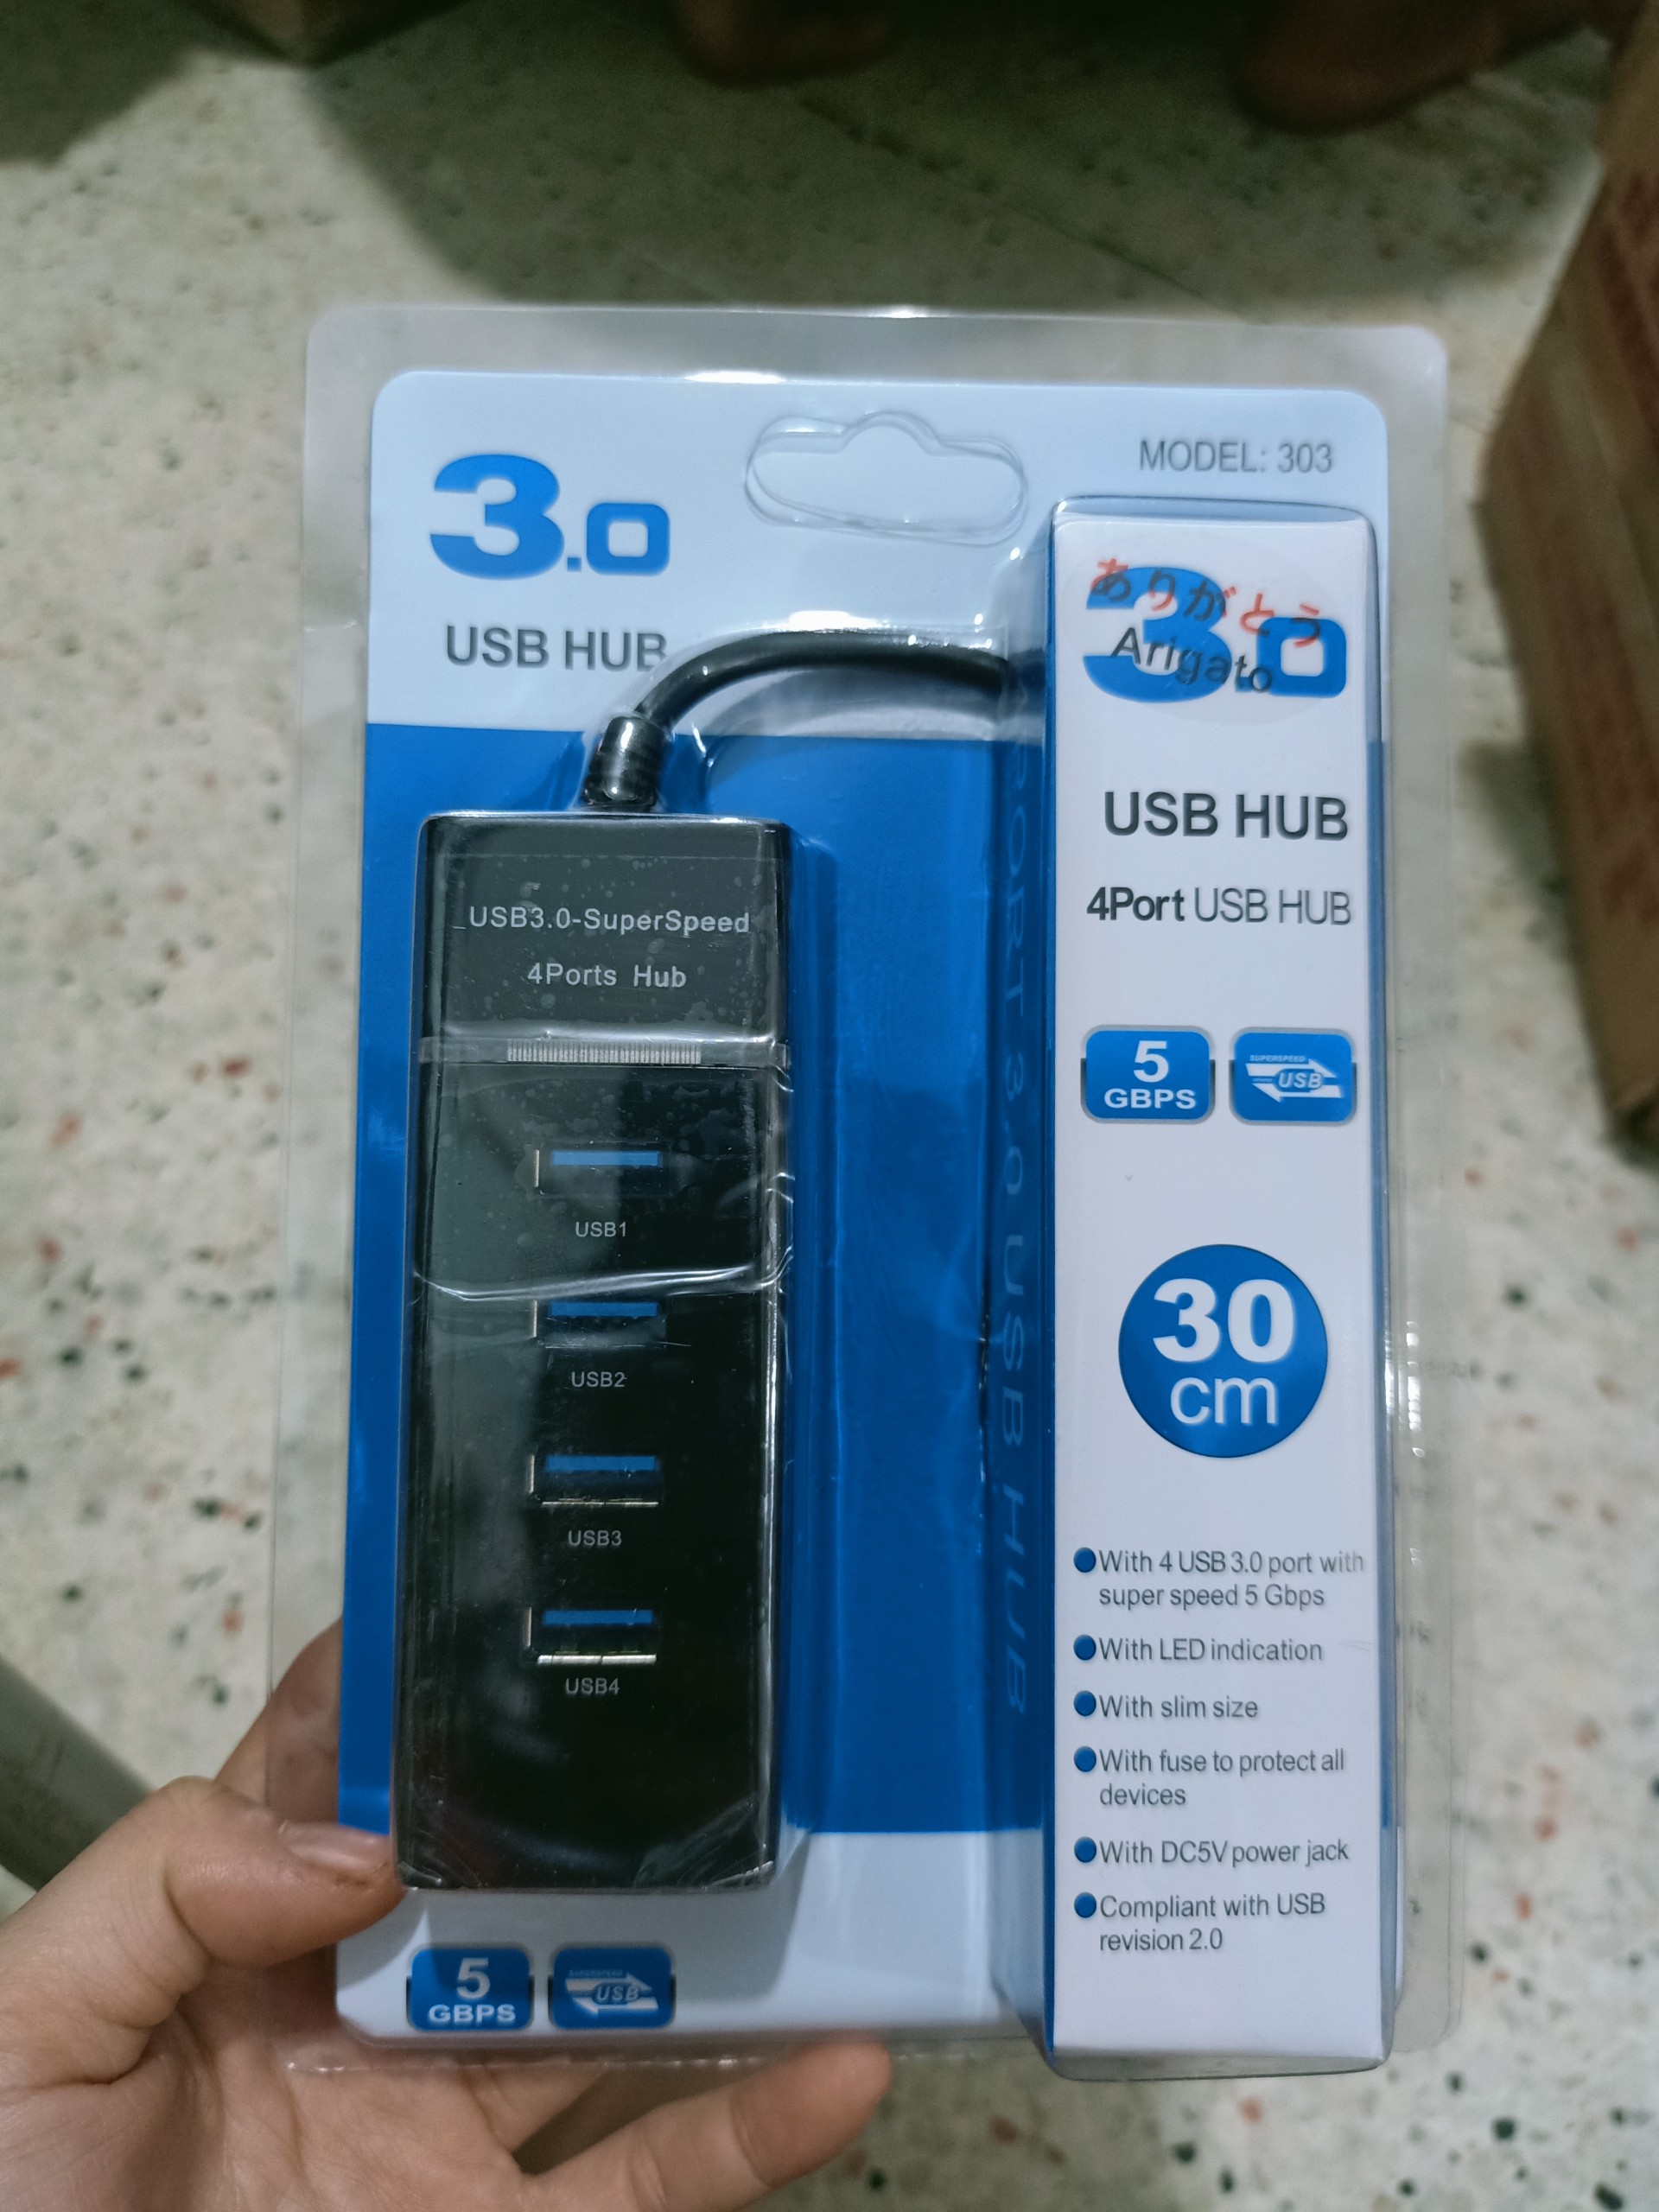 3.0
USB HUB
MODEL: 303
_USB3.0-SuperSpeed
4Ports Hub
USB1
USB2
USB3
USB4
5
GBPS
SUPERSPEED
USB
PORT 3.0 USB HUB
ありがとう
Arigato
3.0
USB HUB
4Port USB HUB
5
GBPS
SUPERSPEED
USB
30
cm
With 4 USB 3.0 port with
super speed 5 Gbps
With LED indication
With slim size
With fuse to protect all
devices
With DC5V power jack
Compliant with USB
revision 2.0